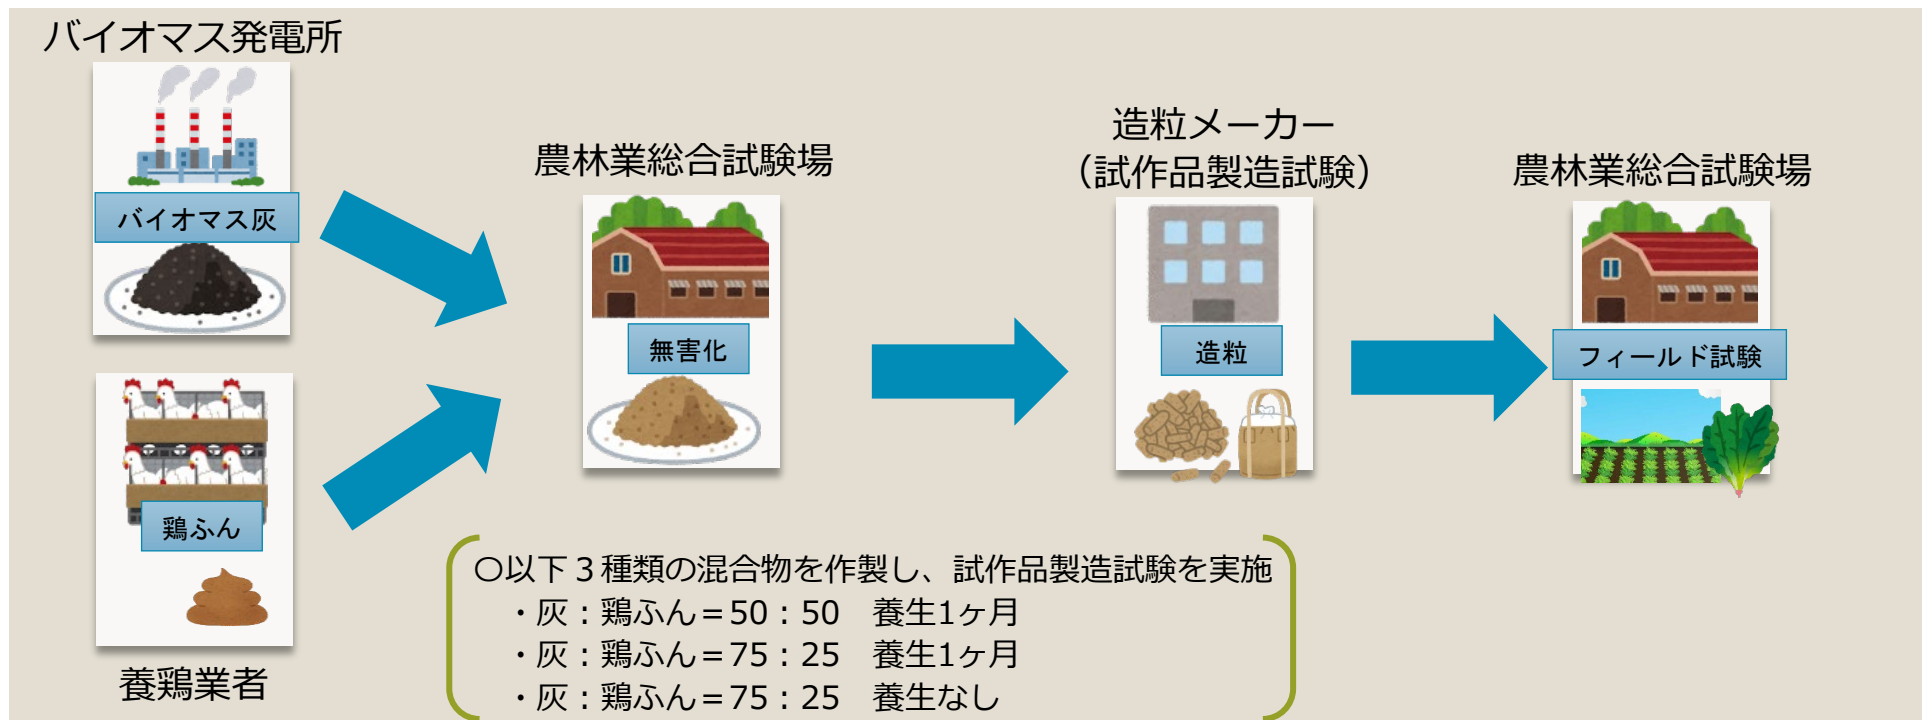 バイオマス発電所
バイオマス灰
鶏ふん
養鶏業者
農林業総合試験場
無害化
造粒メーカー
（試作品製造試験）
造粒
農林業総合試験場
フィールド試験
〇以下３種類の混合物を作製し、試作品製造試験を実施
・灰：鶏ふん＝50：50　養生1ヶ月
・灰：鶏ふん＝75：25　養生1ヶ月
・灰：鶏ふん＝75：25　養生なし